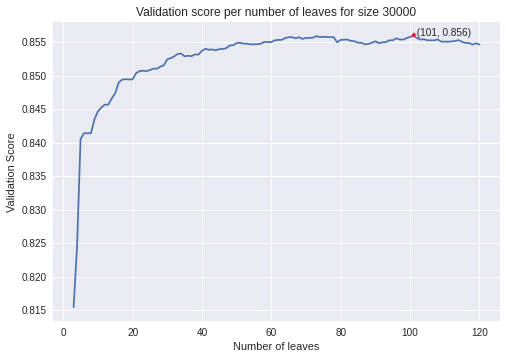 Validation score per number of leaves for size 30000
(101, 0.856)
0.855
0.850
0.845
0.840
0.835
0.830
0.825
0.820
0.815
Validation Score
0 20 40 60 80 100 120
Number of leaves